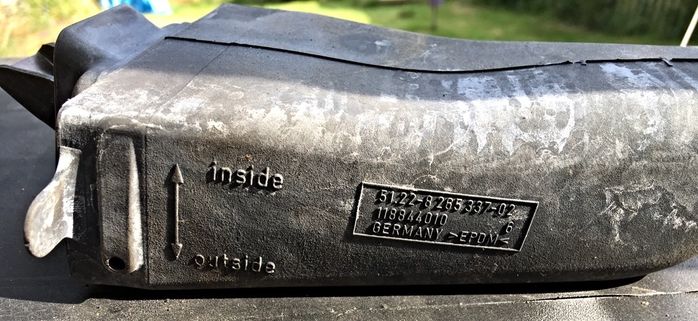 inside
outside
51.22-8 265 337-02
118944010 6
GERMANY >EPDM<